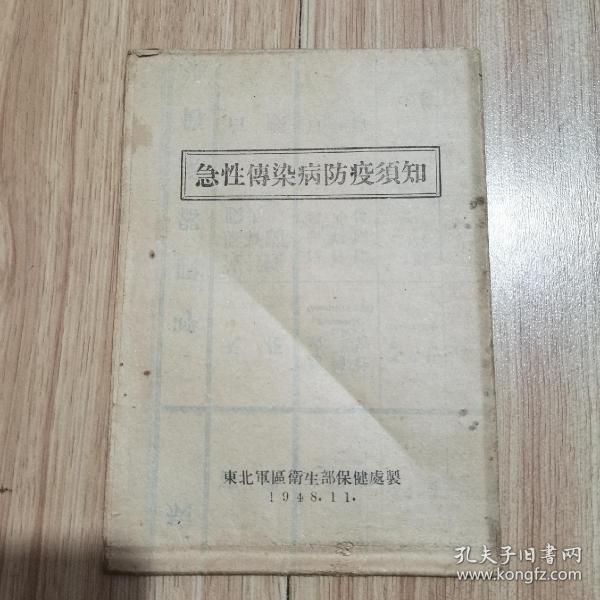 急性傳染病防疫須知
東北軍區衛生部保健處製
1948.11.
孔夫子旧書网
www.kongfz.com